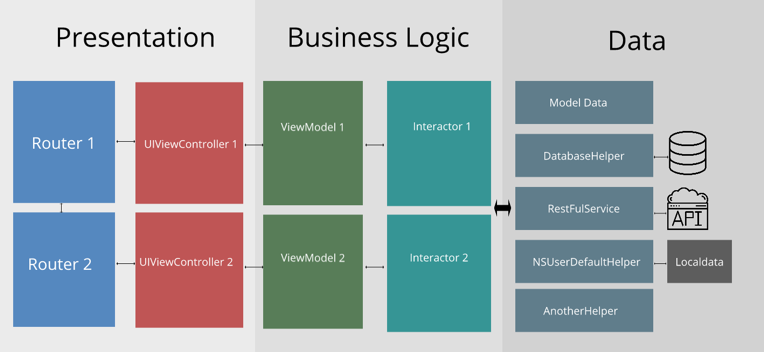 Presentation
Business Logic
Data
Router 1
UIViewController 1
ViewModel 1
Interactor 1
Router 2
UIViewController 2
ViewModel 2
Interactor 2
Model Data
DatabaseHelper
RestFulService
API
NSUserDefaultHelper
Localdata
AnotherHelper